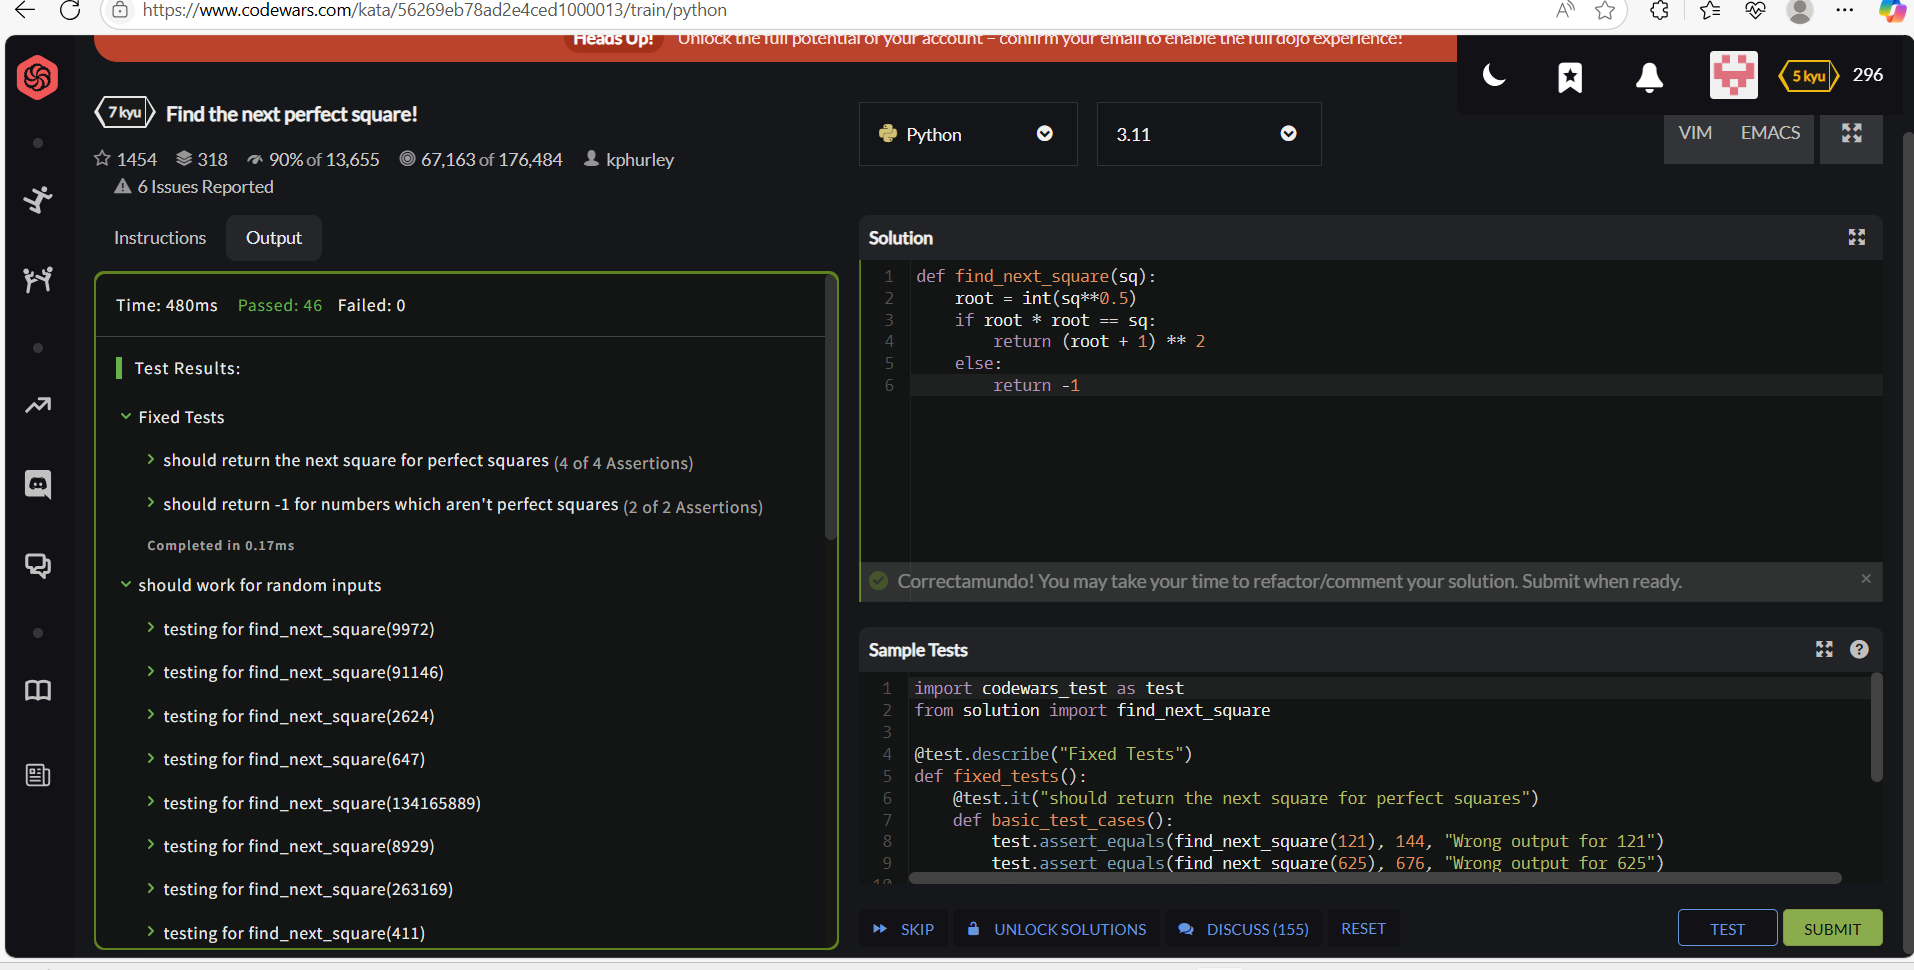 https://www.codewars.com/kata/56269eb78ad2e4ced1000013/train/python
Heads Up! Unlock the full potential of your account – confirm your email to enable the full dojo experience!
5 kyu 296
7 kyu Find the next perfect square!
1454 318 90% of 13,655 67,163 of 176,484 kphurley
6 Issues Reported
Python
3.11
VIM EMACS
Instructions Output
Time: 480ms Passed: 46 Failed: 0
Test Results:
Fixed Tests
should return the next square for perfect squares (4 of 4 Assertions)
should return -1 for numbers which aren't perfect squares (2 of 2 Assertions)
Completed in 0.17ms
should work for random inputs
testing for find_next_square(9972)
testing for find_next_square(91146)
testing for find_next_square(2624)
testing for find_next_square(647)
testing for find_next_square(134165889)
testing for find_next_square(8929)
testing for find_next_square(263169)
testing for find_next_square(411)
Solution
1 def find_next_square(sq):
2     root = int(sq**0.5)
3     if root * root == sq:
4         return (root + 1) ** 2
5     else:
6         return -1
Correctamundo! You may take your time to refactor/comment your solution. Submit when ready. ×
Sample Tests
1 import codewars_test as test
2 from solution import find_next_square
3
4 @test.describe("Fixed Tests")
5 def fixed_tests():
6     @test.it("should return the next square for perfect squares")
7     def basic_test_cases():
8         test.assert_equals(find_next_square(121), 144, "Wrong output for 121")
9         test.assert_equals(find_next_square(625), 676, "Wrong output for 625")
10
SKIP UNLOCK SOLUTIONS DISCUSS (155) RESET TEST SUBMIT